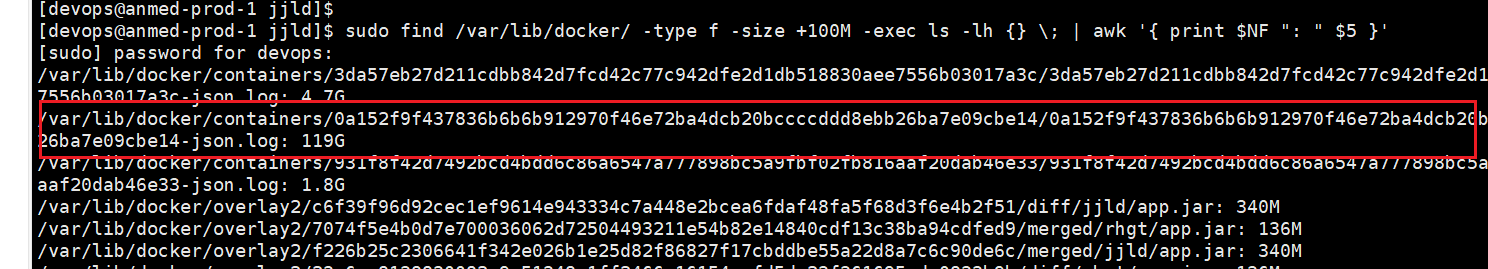 [devops@anmed-prod-1 jjld]$
[devops@anmed-prod-1 jjld]$ sudo find /var/lib/docker/ -type f -size +100M -exec ls -lh {} \; | awk '{ print $NF ": " $5 }'
[sudo] password for devops:
/var/lib/docker/containers/3da57eb27d211cdbb842d7fcd42c77c942dfe2d1db518830aee7556b03017a3c/3da57eb27d211cdbb842d7fcd42c77c942dfe2d1
7556b03017a3c-json.log: 4.7G
/var/lib/docker/containers/0a152f9f437836b6b6b912970f46e72ba4dcb20bccccddd8ebb26ba7e09cbe14/0a152f9f437836b6b6b912970f46e72ba4dcb20b
26ba7e09cbe14-json.log: 119G
/var/lib/docker/containers/931f8f42d7492bcd4bdd6c86a6547a777898bc5a9fbf02fb816aaf20dab46e33/931f8f42d7492bcd4bdd6c86a6547a777898bc5a
aaf20dab46e33-json.log: 1.8G
/var/lib/docker/overlay2/c6f39f96d92cec1ef9614e943334c7a448e2bcea6fdaf48fa5f68d3f6e4b2f51/diff/jjld/app.jar: 340M
/var/lib/docker/overlay2/7074f5e4b0d7e700036062d72504493211e54b82e14840cdf13c38ba94cdfed9/merged/rhgt/app.jar: 136M
/var/lib/docker/overlay2/f226b25c2306641f342e026b1e25d82f86827f17cbddbe55a22d8a7c6c90de6c/merged/jjld/app.jar: 340M